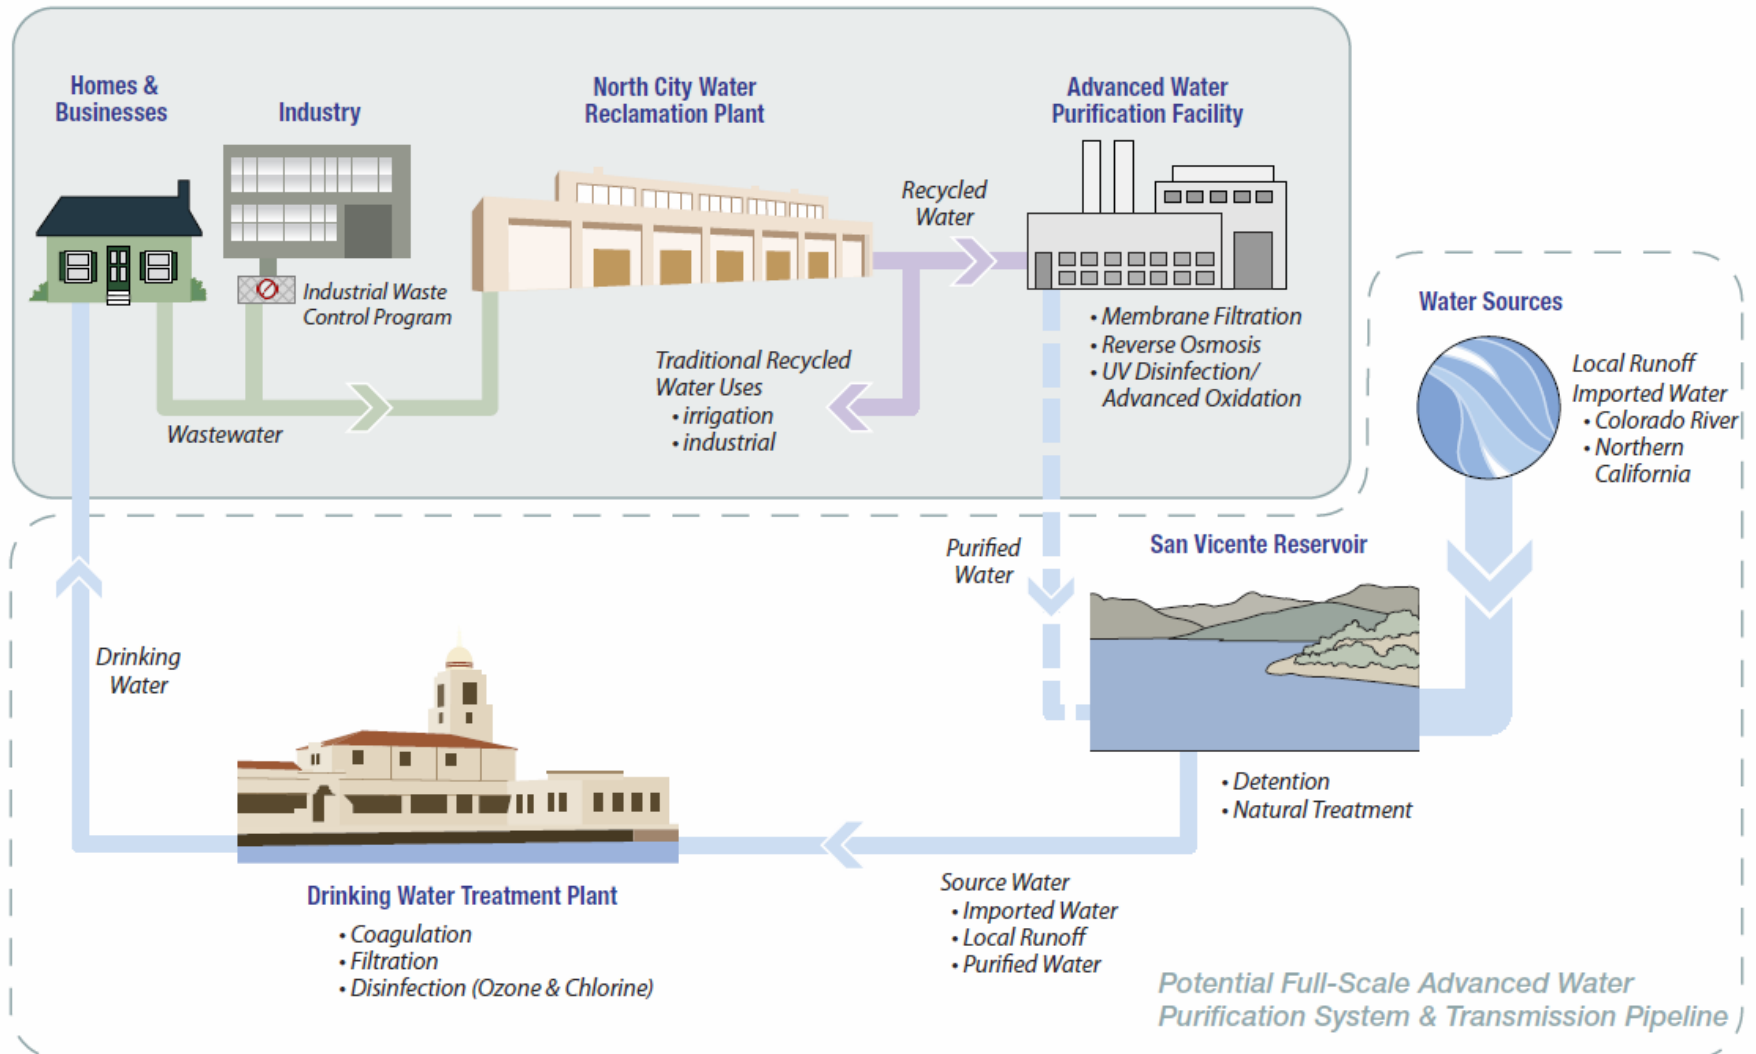 Homes &
Businesses
Industry
North City Water
Reclamation Plant
Advanced Water
Purification Facility
Recycled
Water
Industrial Waste
Control Program
Wastewater
Traditional Recycled
Water Uses
• irrigation
• industrial
• Membrane Filtration
• Reverse Osmosis
• UV Disinfection/
Advanced Oxidation
Water Sources
Local Runoff
Imported Water
• Colorado River
• Northern
California
Purified
Water
San Vicente Reservoir
• Detention
• Natural Treatment
Drinking
Water
Drinking Water Treatment Plant
• Coagulation
• Filtration
• Disinfection (Ozone & Chlorine)
Source Water
• Imported Water
• Local Runoff
• Purified Water
Potential Full-Scale Advanced Water
Purification System & Transmission Pipeline